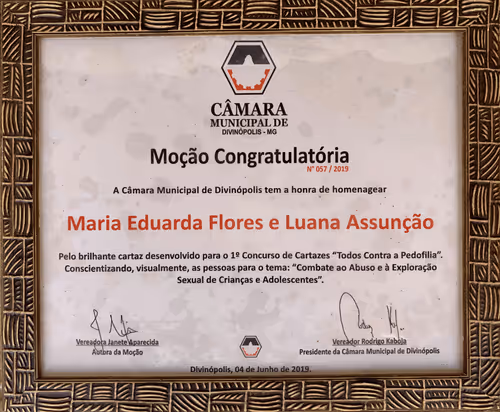 CÂMARA
MUNICIPAL DE
DIVINÓPOLIS - MG
Moção Congratulatória
N° 057 / 2019
A Câmara Municipal de Divinópolis tem a honra de homenagear
Maria Eduarda Flores e Luana Assunção
Pelo brilhante cartaz desenvolvido para o 1º Concurso de Cartazes “Todos Contra a Pedofilia”.
Conscientizando, visualmente, as pessoas para o tema: “Combate ao Abuso e à Exploração
Sexual de Crianças e Adolescentes”.
Vereadora Janete Aparecida
Autora da Moção
Vereador Rodrigo Kaboja
Presidente da Câmara Municipal de Divinópolis
Divinópolis, 04 de Junho de 2019.